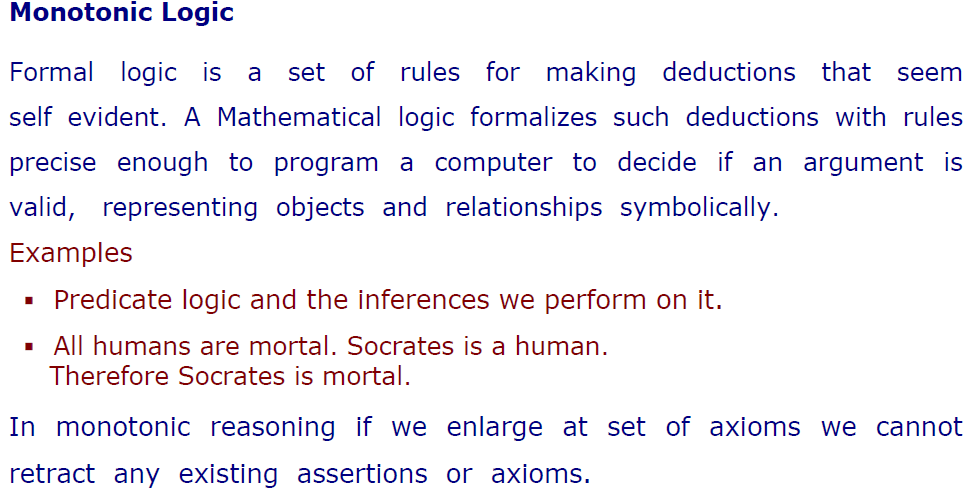 Monotonic Logic
Formal logic is a set of rules for making deductions that seem
self evident. A Mathematical logic formalizes such deductions with rules
precise enough to program a computer to decide if an argument is
valid, representing objects and relationships symbolically.
Examples
▪ Predicate logic and the inferences we perform on it.
▪ All humans are mortal. Socrates is a human.
Therefore Socrates is mortal.
In monotonic reasoning if we enlarge at set of axioms we cannot
retract any existing assertions or axioms.